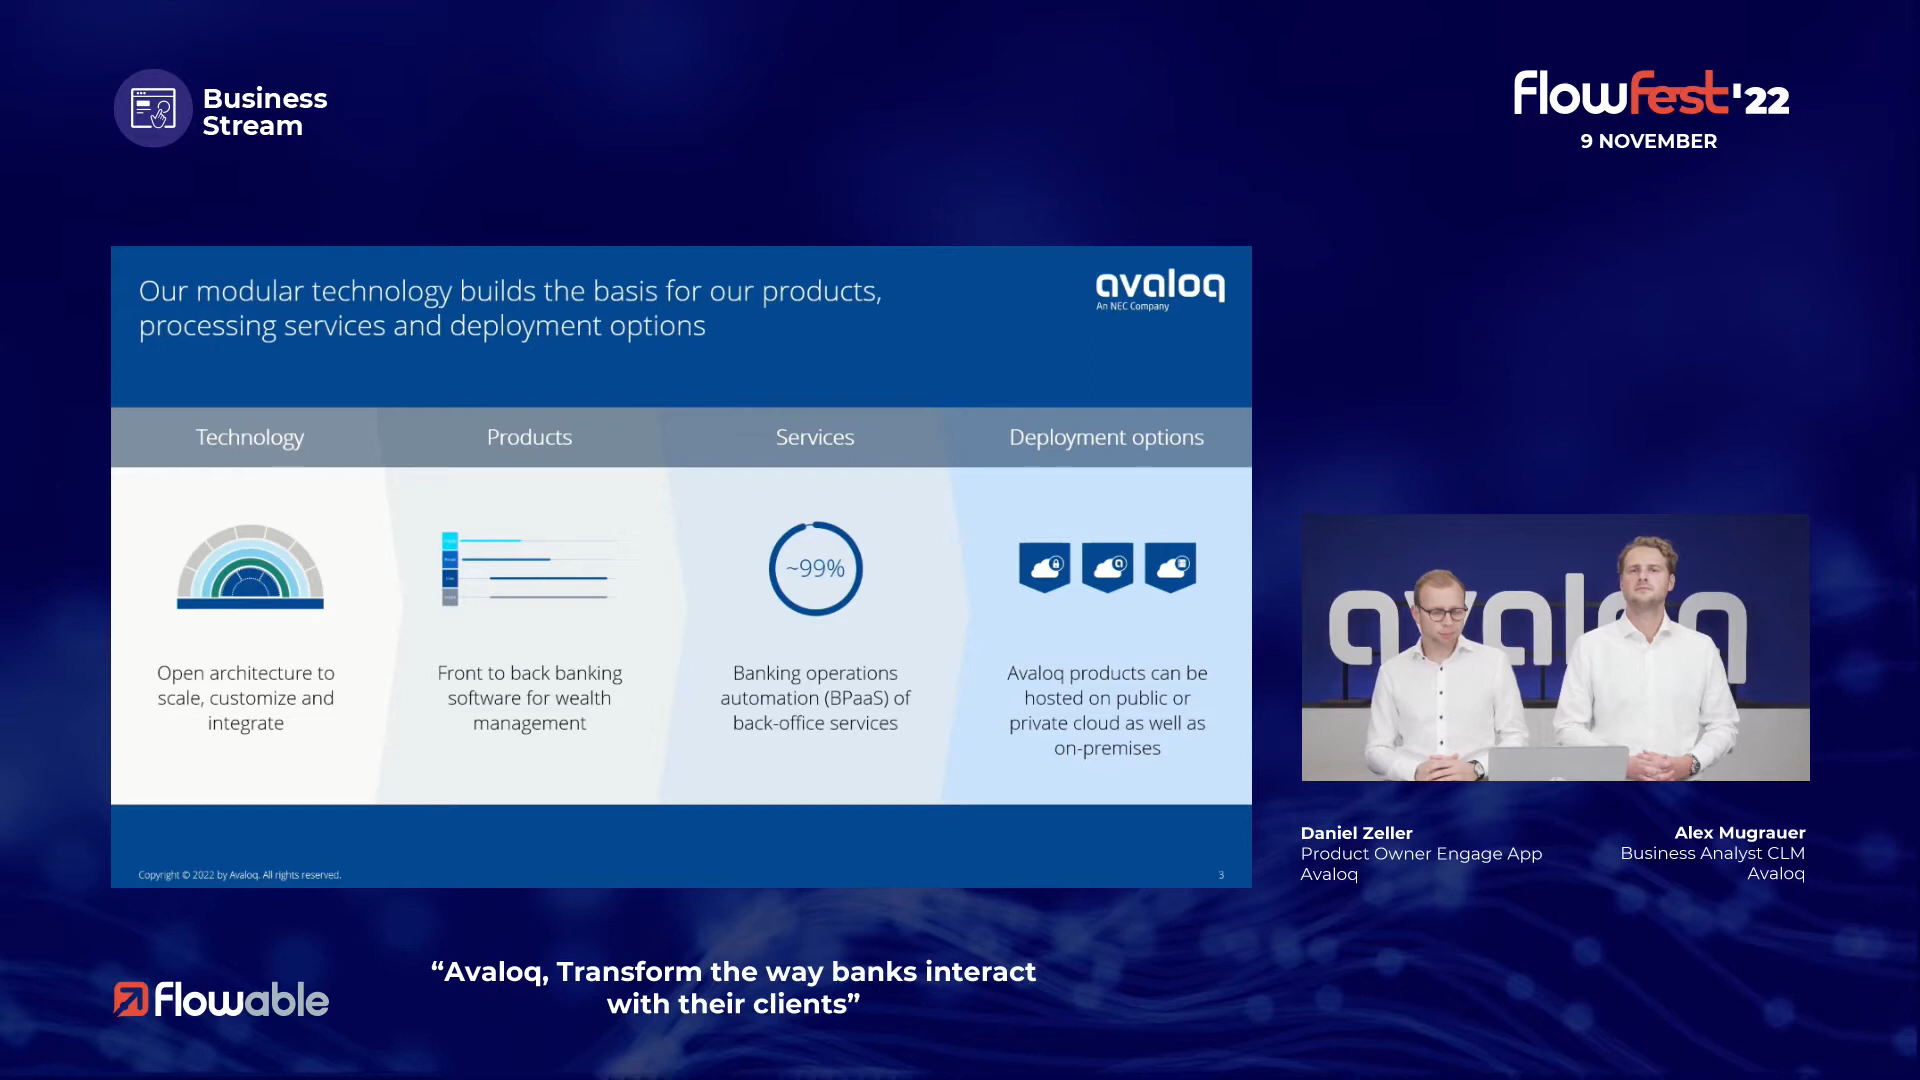 Business
Stream
flowfest'22
9 NOVEMBER
Our modular technology builds the basis for our products,
processing services and deployment options
avaloq
An NEC Company
Technology
Products
Services
Deployment options
~99%
Open architecture to
scale, customize and
integrate
Front to back banking
software for wealth
management
Banking operations
automation (BPaaS) of
back-office services
Avaloq products can be
hosted on public or
private cloud as well as
on-premises
Copyright © 2022 by Avaloq. All rights reserved.
3
avaloq
Daniel Zeller
Product Owner Engage App
Avaloq
Alex Mugrauer
Business Analyst CLM
Avaloq
flowable
“Avaloq, Transform the way banks interact
with their clients”